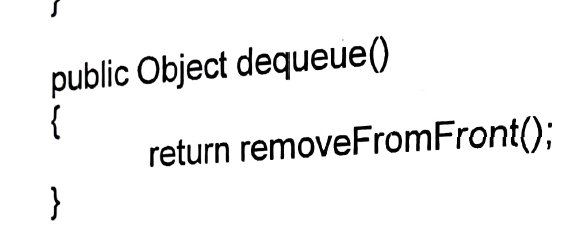 }
public Object dequeue()
{
return removeFromFront();
}